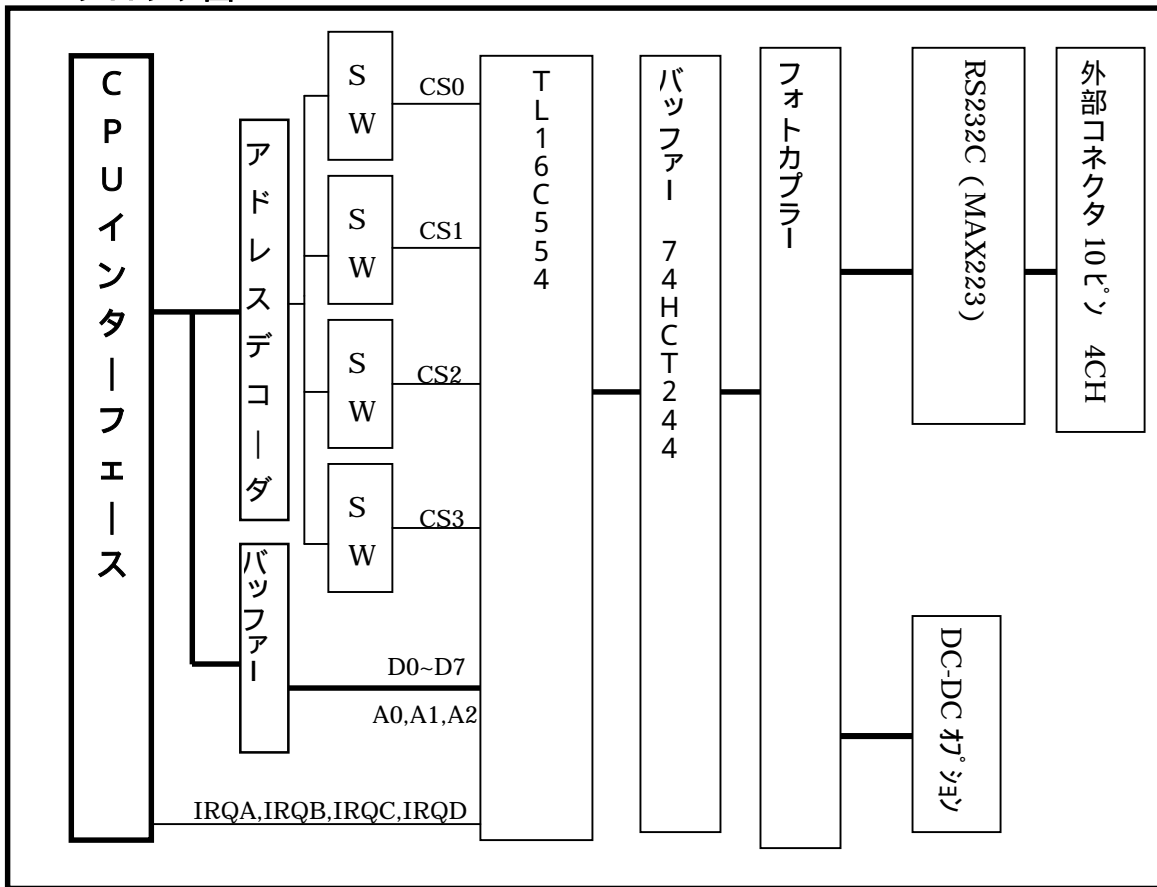 CPUインターフェース
アドレスデコーダ
バッファー
SW
SW
SW
SW
CS0
CS1
CS2
CS3
D0~D7
A0,A1,A2
IRQA,IRQB,IRQC,IRQD
TL16C554
バッファー 74HCT244
フォトカプラー
RS232C(MAX223)
外部コネクタ10ピン 4CH
DC-DCオプション